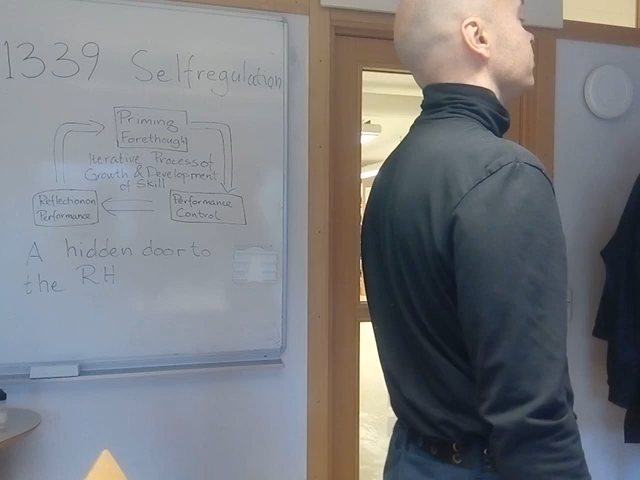 1339 Selfregulation
Priming
Forethought
Iterative Process of
Growth & Development
of Skill
Reflection on
Performance
Performance
Control
A hidden door to
the RH